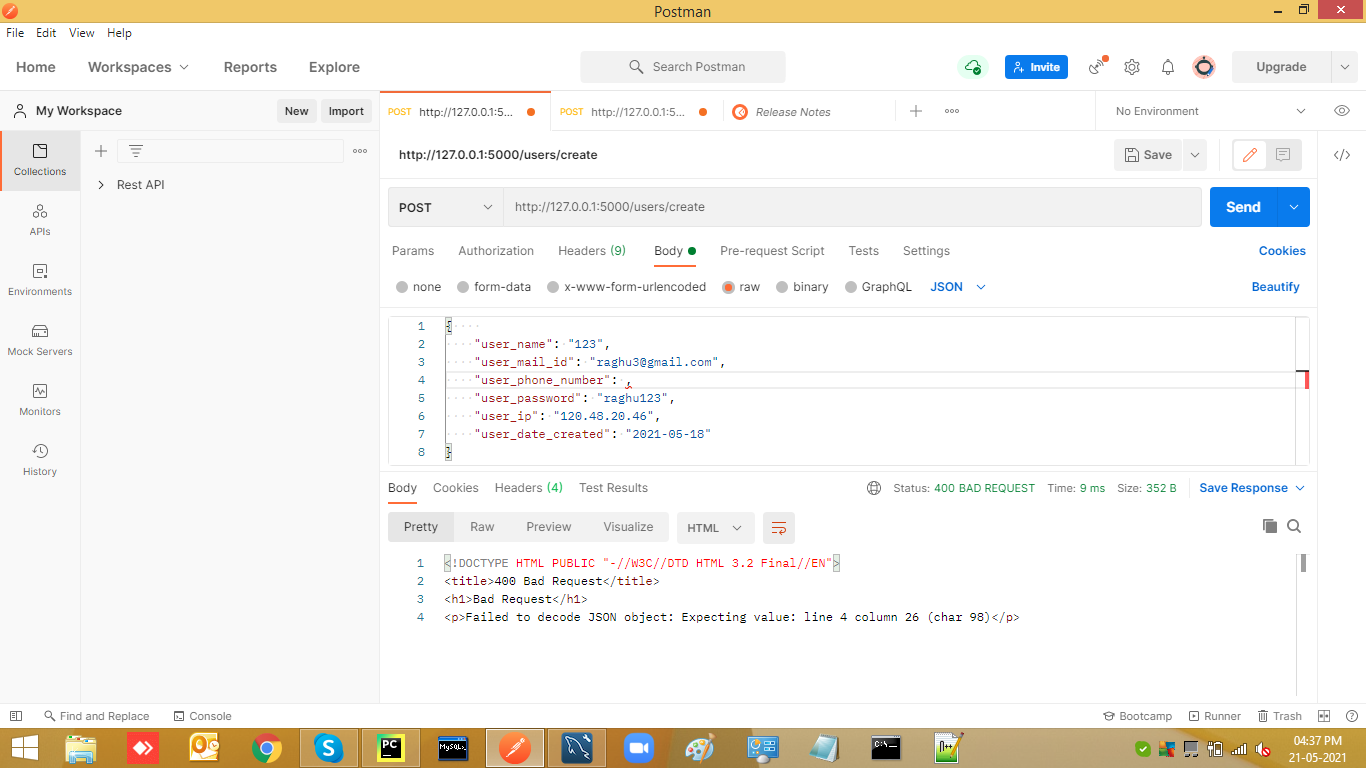 Postman
File Edit View Help
Home Workspaces Reports Explore Search Postman Invite Upgrade
My Workspace New Import POST http://127.0.0.1:5... POST http://127.0.0.1:5... Release Notes No Environment
Collections
APIs
Environments
Mock Servers
Monitors
History
Rest API
http://127.0.0.1:5000/users/create Save
POST http://127.0.0.1:5000/users/create Send
Params Authorization Headers (9) Body Pre-request Script Tests Settings Cookies
none form-data x-www-form-urlencoded raw binary GraphQL JSON Beautify
1 {
2 "user_name": "123",
3 "user_mail_id": "raghu3@gmail.com",
4 "user_phone_number": ,
5 "user_password": "raghu123",
6 "user_ip": "120.48.20.46",
7 "user_date_created": "2021-05-18"
8 }
Body Cookies Headers (4) Test Results Status: 400 BAD REQUEST Time: 9 ms Size: 352 B Save Response
Pretty Raw Preview Visualize HTML
1 <!DOCTYPE HTML PUBLIC "-//W3C//DTD HTML 3.2 Final//EN">
2 <title>400 Bad Request</title>
3 <h1>Bad Request</h1>
4 <p>Failed to decode JSON object: Expecting value: line 4 column 26 (char 98)</p>
Find and Replace Console Bootcamp Runner Trash
04:37 PM
21-05-2021